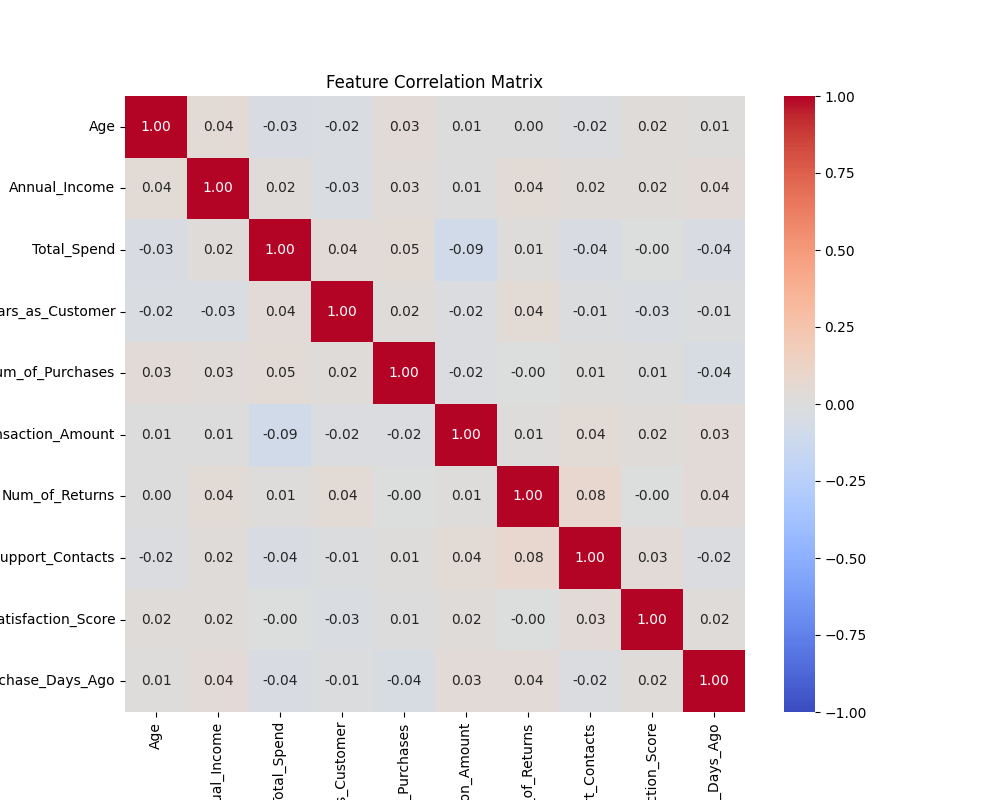 Feature Correlation Matrix
Age 1.00 0.04 -0.03 -0.02 0.03 0.01 0.00 -0.02 0.02 0.01
Annual_Income 0.04 1.00 0.02 -0.03 0.03 0.01 0.04 0.02 0.02 0.04
Total_Spend -0.03 0.02 1.00 0.04 0.05 -0.09 0.01 -0.04 -0.00 -0.04
ars_as_Customer -0.02 -0.03 0.04 1.00 0.02 -0.02 0.04 -0.01 -0.03 -0.01
um_of_Purchases 0.03 0.03 0.05 0.02 1.00 -0.02 -0.00 0.01 0.01 -0.04
nsaction_Amount 0.01 0.01 -0.09 -0.02 -0.02 1.00 0.01 0.04 0.02 0.03
Num_of_Returns 0.00 0.04 0.01 0.04 -0.00 0.01 1.00 0.08 -0.00 0.04
upport_Contacts -0.02 0.02 -0.04 -0.01 0.01 0.04 0.08 1.00 0.03 -0.02
atisfaction_Score 0.02 0.02 -0.00 -0.03 0.01 0.02 -0.00 0.03 1.00 0.02
chase_Days_Ago 0.01 0.04 -0.04 -0.01 -0.04 0.03 0.04 -0.02 0.02 1.00
Age
ual_Income
Total_Spend
s_Customer
_Purchases
on_Amount
of_Returns
rt_Contacts
ction_Score
_Days_Ago
1.00
0.75
0.50
0.25
0.00
−0.25
−0.50
−0.75
−1.00